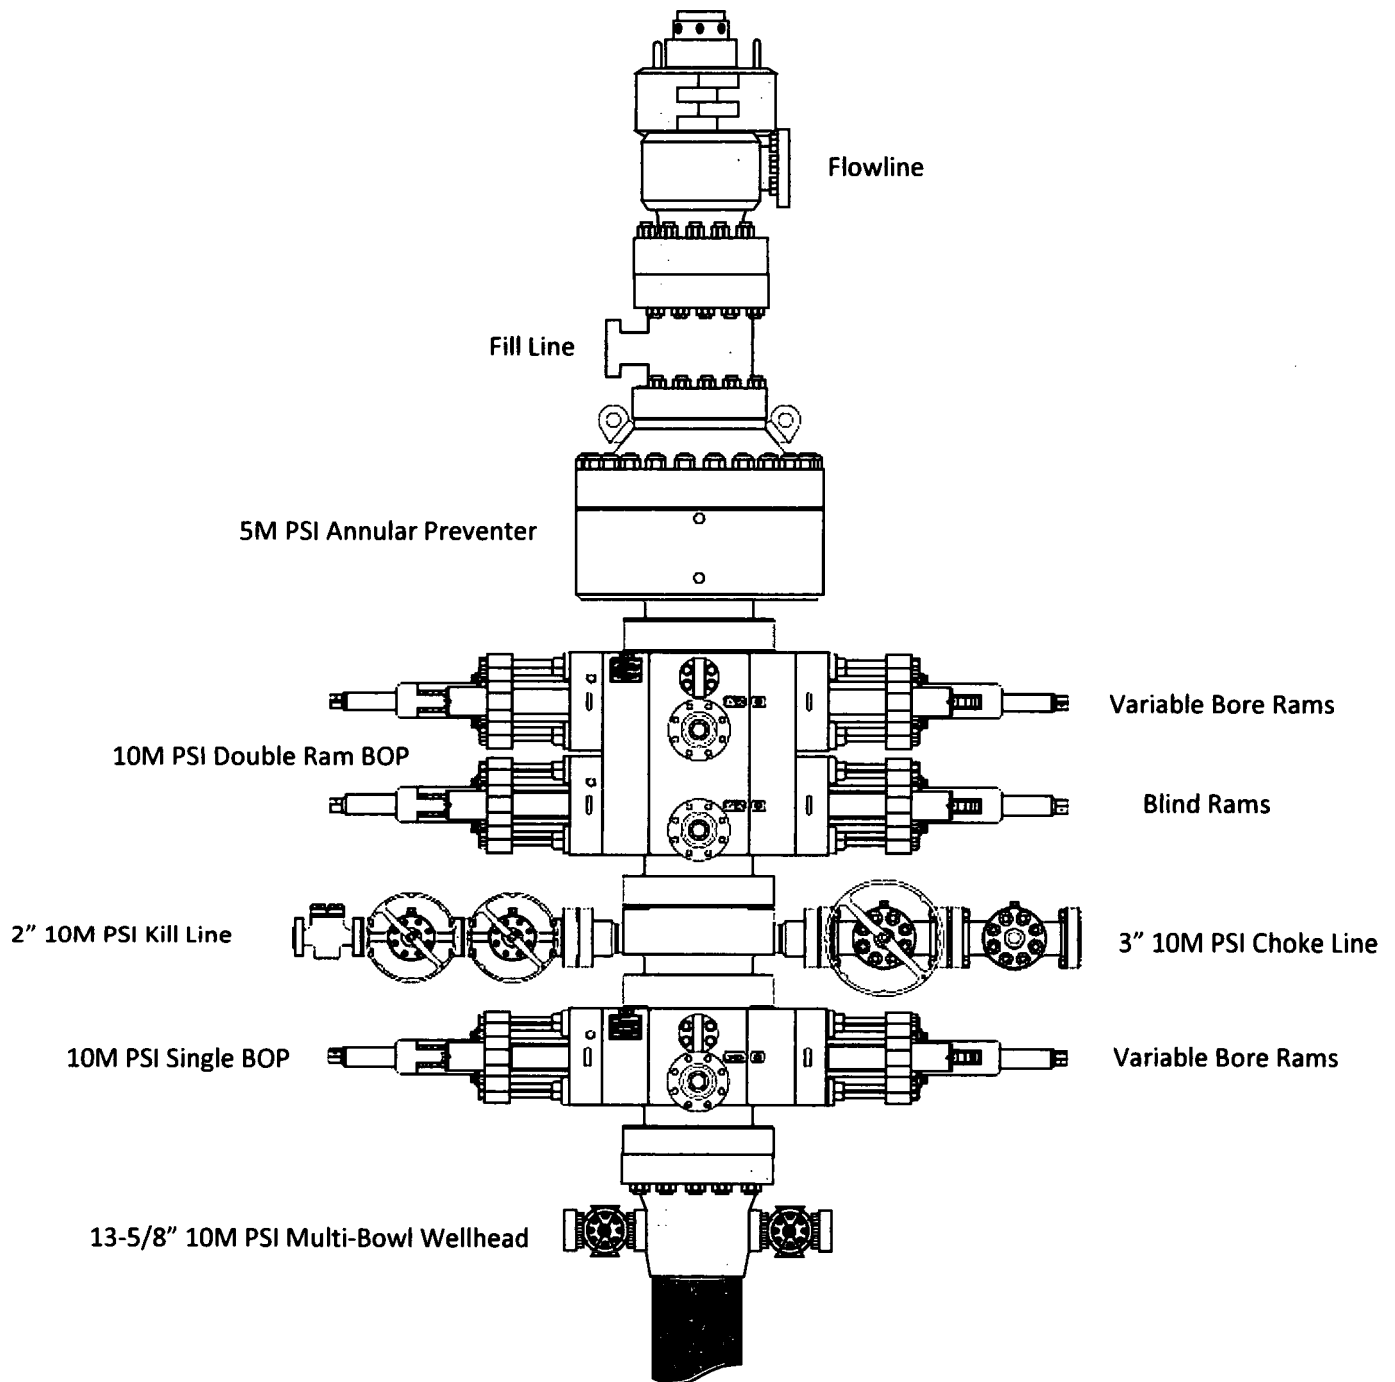 Flowline
Fill Line
5M PSI Annular Preventer
Variable Bore Rams
10M PSI Double Ram BOP
Blind Rams
2” 10M PSI Kill Line
3” 10M PSI Choke Line
10M PSI Single BOP
Variable Bore Rams
13-5/8” 10M PSI Multi-Bowl Wellhead